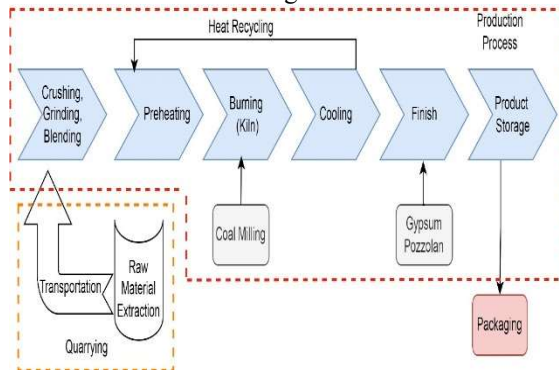 Heat Recycling
Production
Process
Crushing,
Grinding,
Blending
Preheating
Burning
(Kiln)
Cooling
Finish
Product
Storage
Coal Milling
Gypsum
Pozzolan
Transportation
Raw
Material
Extraction
Quarrying
Packaging